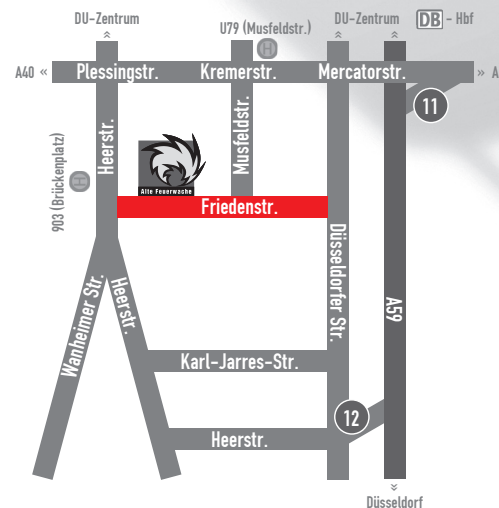 DU-Zentrum
U79 (Musfeldstr.)
H
DU-Zentrum
DB - Hbf
A40 «
Plessingstr.
Kremerstr.
Mercatorstr.
» A
11
Heerstr.
Musfeldstr.
903 (Brückenplatz)
H
Alte Feuerwache
Friedenstr.
Düsseldorfer Str.
A59
Wanheimer Str.
Heerstr.
Karl-Jarres-Str.
12
Heerstr.
Düsseldorf